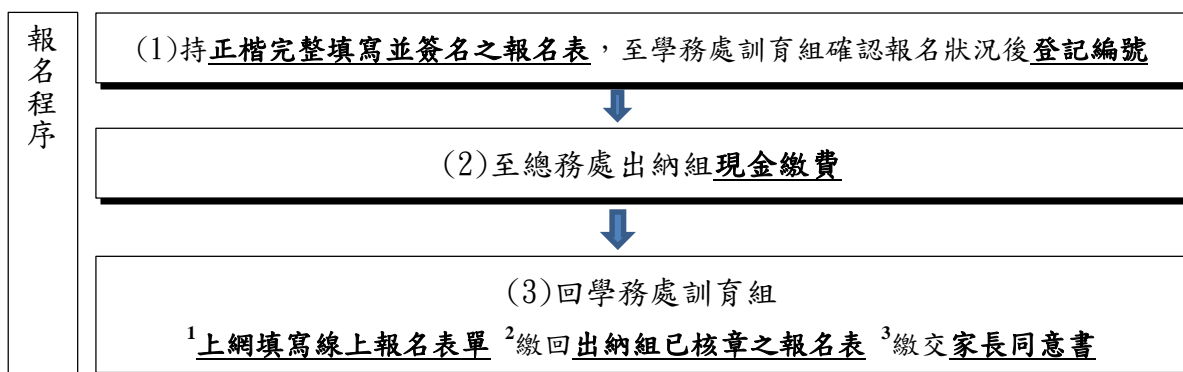 報名程序
(1)持正楷完整填寫並簽名之報名表，至學務處訓育組確認報名狀況後登記編號
(2)至總務處出納組現金繳費
(3)回學務處訓育組
¹上網填寫線上報名表單 ²繳回出納組已核章之報名表 ³繳交家長同意書